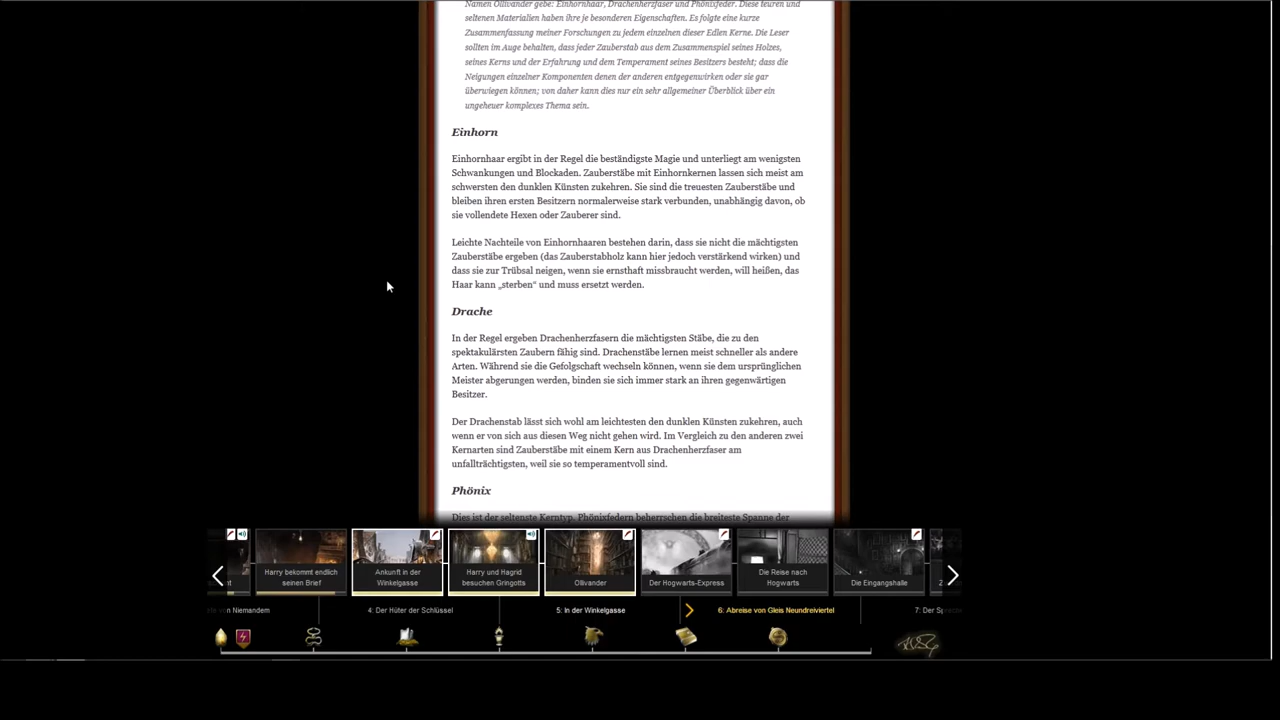 Namen Ollivander gebe: Einhornhaar, Drachenherzfaser und Phönixfeder. Diese teuren und
seltenen Materialien haben ihre je besonderen Eigenschaften. Es folgte eine kurze
Zusammenfassung meiner Forschungen zu jedem einzelnen dieser Edlen Kerne. Die Leser
sollten im Auge behalten, dass jeder Zauberstab aus dem Zusammenspiel seines Holzes,
seines Kerns und der Erfahrung und dem Temperament seines Besitzers besteht; dass die
Neigungen einzelner Komponenten denen der anderen entgegenwirken oder sie gar
überwiegen können; von daher kann dies nur ein sehr allgemeiner Überblick über ein
ungeheuer komplexes Thema sein.
Einhorn
Einhornhaar ergibt in der Regel die beständigste Magie und unterliegt am wenigsten
Schwankungen und Blockaden. Zauberstäbe mit Einhornkernen lassen sich meist am
schwersten den dunklen Künsten zukehren. Sie sind die treuesten Zauberstäbe und
bleiben ihren ersten Besitzern normalerweise stark verbunden, unabhängig davon, ob
sie vollendete Hexen oder Zauberer sind.
Leichte Nachteile von Einhornhaaren bestehen darin, dass sie nicht die mächtigsten
Zauberstäbe ergeben (das Zauberstabholz kann hier jedoch verstärkend wirken) und
dass sie zur Trübsal neigen, wenn sie ernsthaft missbraucht werden, will heißen, das
Haar kann „sterben“ und muss ersetzt werden.
Drache
In der Regel ergeben Drachenherzfasern die mächtigsten Stäbe, die zu den
spektakulärsten Zaubern fähig sind. Drachenstäbe lernen meist schneller als andere
Arten. Während sie die Gefolgschaft wechseln können, wenn sie dem ursprünglichen
Meister abgerungen werden, binden sie sich immer stark an ihren gegenwärtigen
Besitzer.
Der Drachenstab lässt sich wohl am leichtesten den dunklen Künsten zukehren, auch
wenn er von sich aus diesen Weg nicht gehen wird. Im Vergleich zu den anderen zwei
Kernarten sind Zauberstäbe mit einem Kern aus Drachenherzfaser am
unfallträchtigsten, weil sie so temperamentvoll sind.
Phönix
Dies ist der seltenste Kerntyp. Phönixfedern beherrschen die breiteste Spanne der
Harry bekommt endlich
seinen Brief
Ankunft in der
Winkelgasse
Harry und Hagrid
besuchen Gringotts
Ollivander
Der Hogwarts-Express
Die Reise nach
Hogwarts
Die Eingangshalle
von Niemandem
4: Der Hüter der Schlüssel
5: In der Winkelgasse
6: Abreise von Gleis Neundreiviertel
7: Der